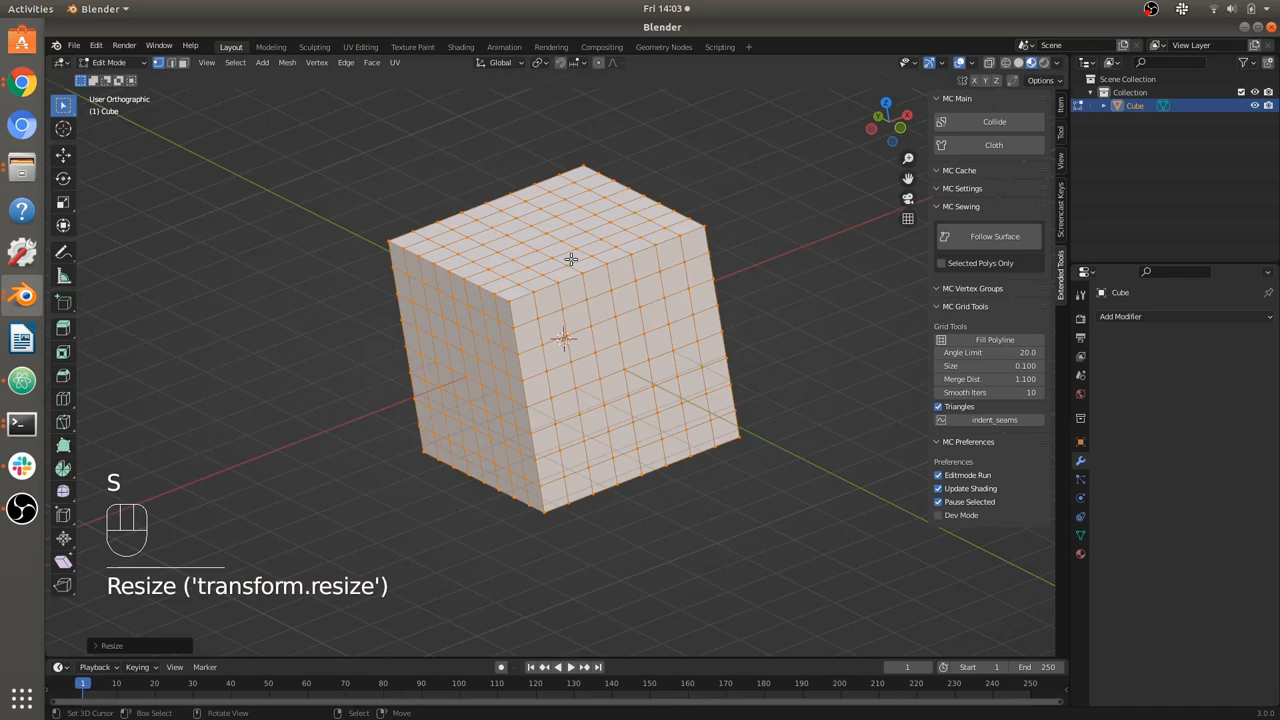 Activities Blender Fri 14:03
Blender
File Edit Render Window Help Layout Modeling Sculpting UV Editing Texture Paint Shading Animation Rendering Compositing Geometry Nodes Scripting + Scene View Layer
Edit Mode View Select Add Mesh Vertex Edge Face UV Global
X Y Z Options
User Orthographic
(1) Cube
Z
X
Y
MC Main
Collide
Cloth
MC Cache
MC Settings
MC Sewing
Follow Surface
Selected Polys Only
MC Vertex Groups
MC Grid Tools
Grid Tools
Fill Polyline
Angle Limit 20.0
Size 0.100
Merge Dist 1.100
Smooth Iters 10
Triangles
indent_seams
MC Preferences
Preferences
Editmode Run
Update Shading
Pause Selected
Dev Mode
Item
Tool
View
Screencast Keys
Extended Tools
Scene Collection
Collection
Cube
Cube
Add Modifier
S
Resize ('transform.resize')
Resize
Playback Keying View Marker 1 Start 1 End 250
1 10 20 30 40 50 60 70 80 90 100 110 120 130 140 150 160 170 180 190 200 210 220 230 240 250
Set 3D Cursor Box Select Rotate View Select Move 3.0.0